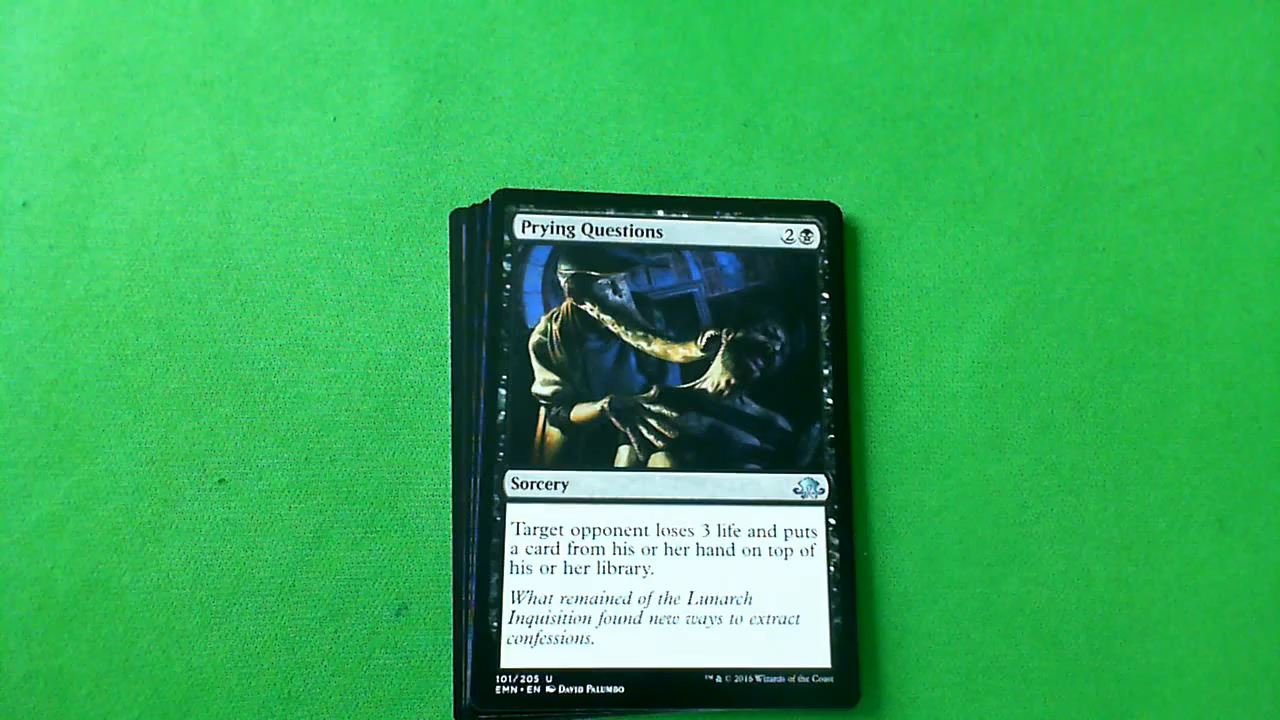 Prying Questions 2
Sorcery
Target opponent loses 3 life and puts
a card from his or her hand on top of
his or her library.
What remained of the Lunarch
Inquisition found new ways to extract
confessions.
101/205 U
EMN • EN DAVID PALUMBO
™ & © 2016 Wizards of the Coast